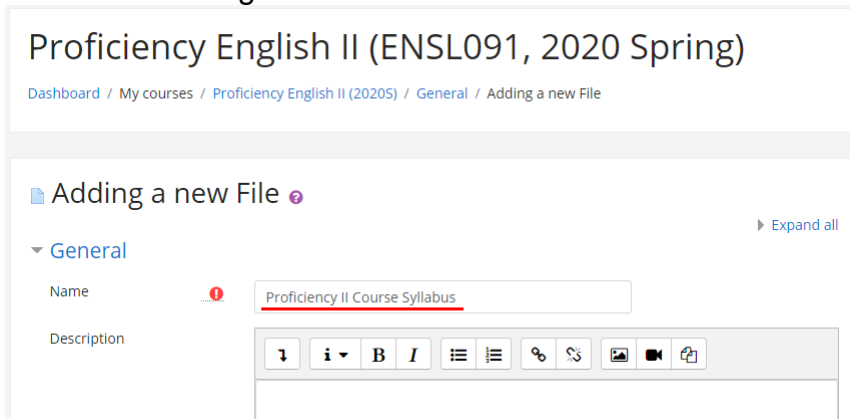 Proficiency English II (ENSL091, 2020 Spring)
Dashboard / My courses / Proficiency English II (2020S) / General / Adding a new File
Adding a new File
Expand all
General
Name
Proficiency II Course Syllabus
Description
i B I